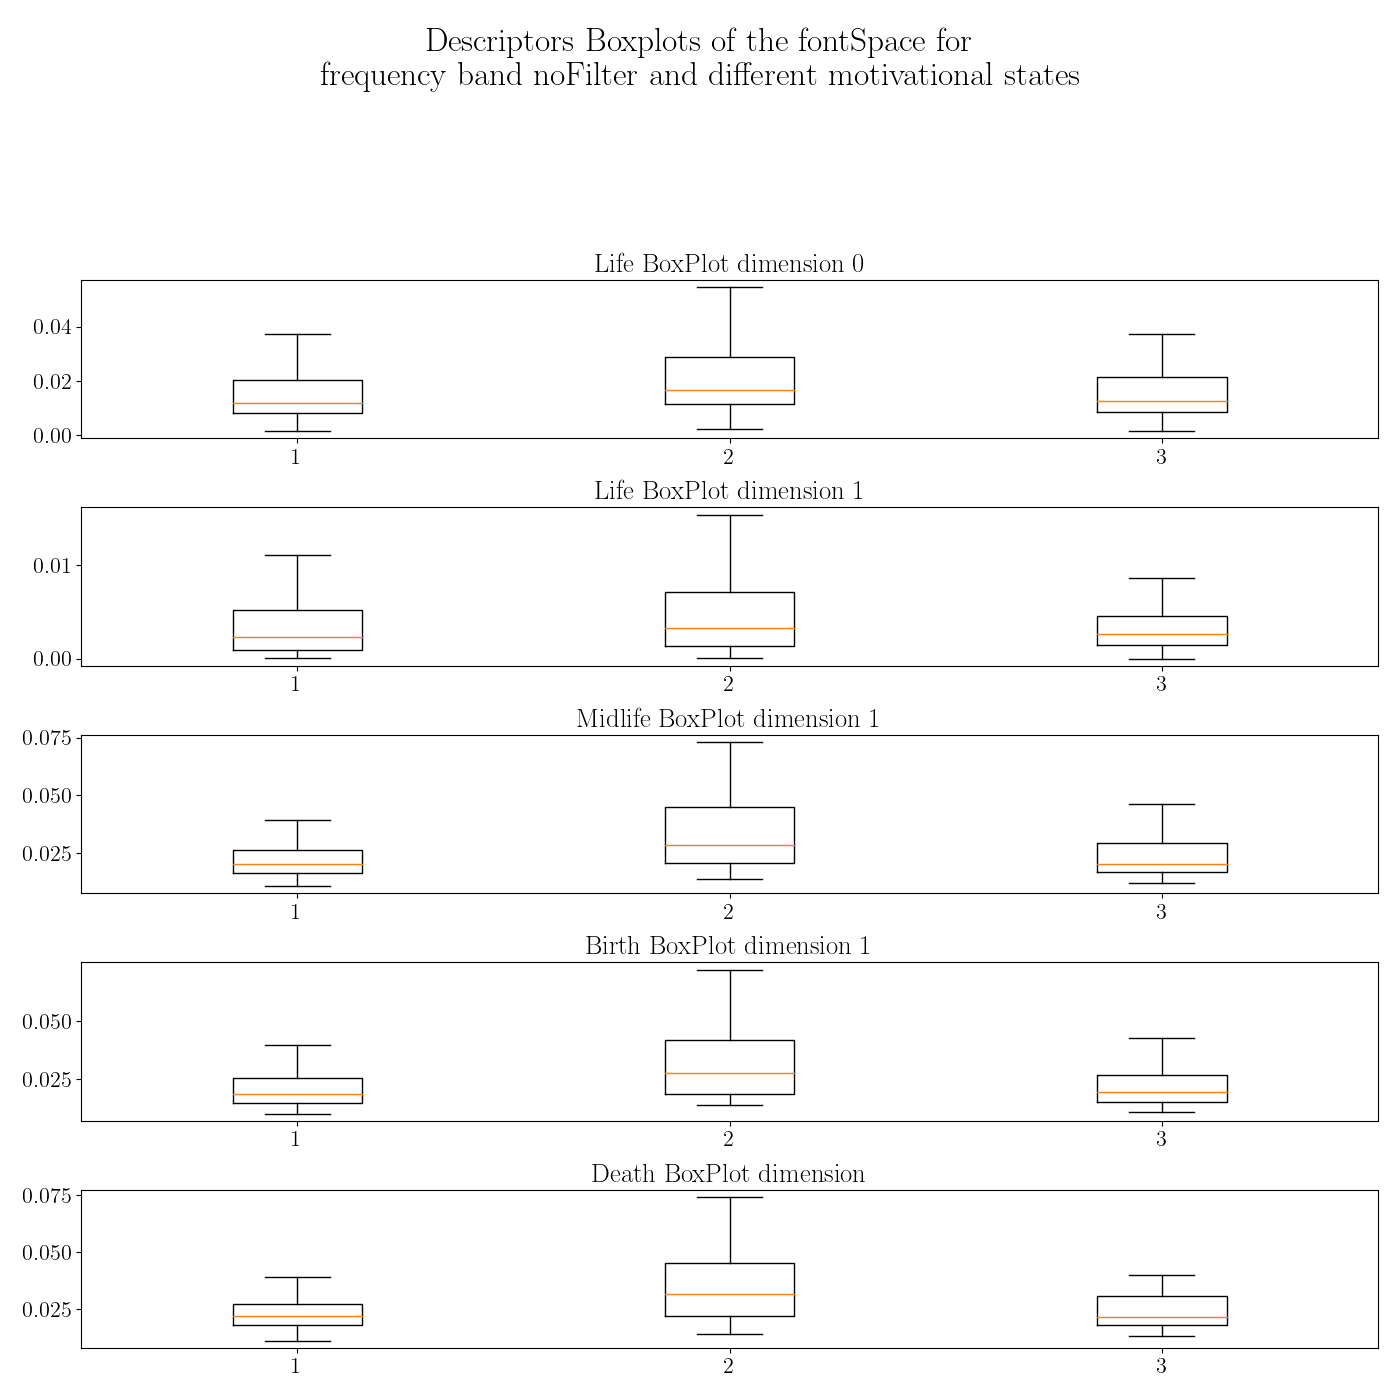 Descriptors Boxplots of the fontSpace for
frequency band noFilter and different motivational states
Life BoxPlot dimension 0
0.04
0.02
0.00
1 2 3
Life BoxPlot dimension 1
0.01
0.00
1 2 3
Midlife BoxPlot dimension 1
0.075
0.050
0.025
1 2 3
Birth BoxPlot dimension 1
0.050
0.025
1 2 3
Death BoxPlot dimension
0.075
0.050
0.025
1 2 3